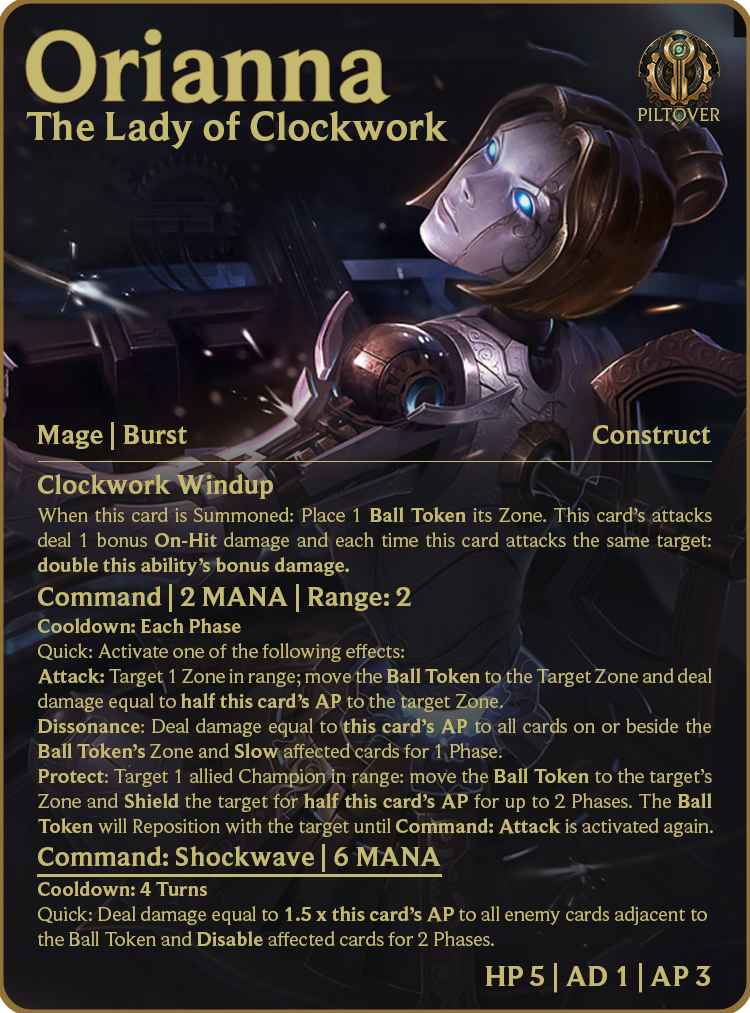 Orianna
The Lady of Clockwork
PILTOVER
Mage | Burst
Construct
Clockwork Windup
When this card is Summoned: Place 1 Ball Token its Zone. This card's attacks
deal 1 bonus On-Hit damage and each time this card attacks the same target:
double this ability's bonus damage.
Command | 2 MANA | Range: 2
Cooldown: Each Phase
Quick: Activate one of the following effects:
Attack: Target 1 Zone in range; move the Ball Token to the Target Zone and deal
damage equal to half this card's AP to the target Zone.
Dissonance: Deal damage equal to this card's AP to all cards on or beside the
Ball Token's Zone and Slow affected cards for 1 Phase.
Protect: Target 1 allied Champion in range: move the Ball Token to the target's
Zone and Shield the target for half this card's AP for up to 2 Phases. The Ball
Token will Reposition with the target until Command: Attack is activated again.
Command: Shockwave | 6 MANA
Cooldown: 4 Turns
Quick: Deal damage equal to 1.5 x this card's AP to all enemy cards adjacent to
the Ball Token and Disable affected cards for 2 Phases.
HP 5 | AD 1 | AP 3